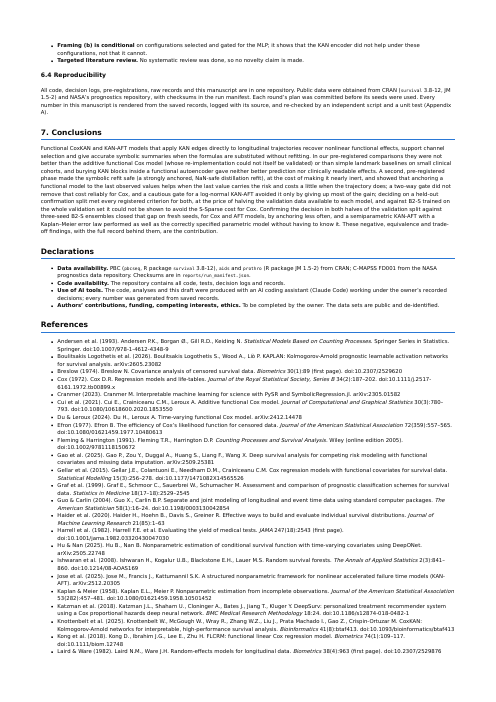 • Framing (b) is conditional on configurations selected and gated for the MLP; it shows that the KAN encoder did not help under these
configurations, not that it cannot.
• Targeted literature review. No systematic review was done, so no novelty claim is made.
6.4 Reproducibility
All code, decision logs, pre-registrations, raw records and this manuscript are in one repository. Public data were obtained from CRAN (survival 3.8-12, JM
1.5-2) and NASA's prognostics repository, with checksums in the run manifest. Each round's plan was committed before its seeds were used. Every
number in this manuscript is rendered from the saved records, logged with its source, and re-checked by an independent script and a unit test (Appendix
A).
7. Conclusions
Functional CoxKAN and KAN-AFT models that apply KAN edges directly to longitudinal trajectories recover nonlinear functional effects, support channel
selection and give accurate symbolic summaries when the formulas are substituted without refitting. In our pre-registered comparisons they were not
better than the additive functional Cox model (whose re-implementation could not itself be validated) or than simple landmark baselines on small clinical
cohorts, and burying KAN blocks inside a functional autoencoder gave neither better prediction nor clinically readable effects. A second, pre-registered
phase made the symbolic refit safe (a strongly anchored, NaN-safe distillation refit), at the cost of making it nearly inert, and showed that anchoring a
functional model to the last observed values helps when the last value carries the risk and costs a little when the trajectory does; a two-way gate did not
remove that cost reliably for Cox, and a cautious gate for a log-normal KAN-AFT avoided it only by giving up most of the gain; deciding on a held-out
confirmation split met every registered criterion for both, at the price of halving the validation data available to each model, and against B2-S trained on
the whole validation set it could not be shown to avoid the S-Sparse cost for Cox. Confirming the decision in both halves of the validation split against
three-seed B2-S ensembles closed that gap on fresh seeds, for Cox and AFT models, by anchoring less often, and a semiparametric KAN-AFT with a
Kaplan-Meier error law performed as well as the correctly specified parametric model without having to know it. These negative, equivalence and trade-
off findings, with the full record behind them, are the contribution.
Declarations
• Data availability. PBC (pbcseq, R package survival 3.8-12), aids and prothro (R package JM 1.5-2) from CRAN; C-MAPSS FD001 from the NASA
prognostics data repository. Checksums are in reports/run_manifest.json.
• Code availability. The repository contains all code, tests, decision logs and records.
• Use of AI tools. The code, analyses and this draft were produced with an AI coding assistant (Claude Code) working under the owner's recorded
decisions; every number was generated from saved records.
• Authors' contributions, funding, competing interests, ethics. To be completed by the owner. The data sets are public and de-identified.
References
• Andersen et al. (1993). Andersen P.K., Borgan Ø., Gill R.D., Keiding N. Statistical Models Based on Counting Processes. Springer Series in Statistics.
Springer. doi:10.1007/978-1-4612-4348-9
• Boulitsakis Logothetis et al. (2026). Boulitsakis Logothetis S., Wood A., Liò P. KAPLAN: Kolmogorov-Arnold prognostic learnable activation networks
for survival analysis. arXiv:2605.23082
• Breslow (1974). Breslow N. Covariance analysis of censored survival data. Biometrics 30(1):89 (first page). doi:10.2307/2529620
• Cox (1972). Cox D.R. Regression models and life-tables. Journal of the Royal Statistical Society, Series B 34(2):187-202. doi:10.1111/j.2517-
6161.1972.tb00899.x
• Cranmer (2023). Cranmer M. Interpretable machine learning for science with PySR and SymbolicRegression.jl. arXiv:2305.01582
• Cui et al. (2021). Cui E., Crainiceanu C.M., Leroux A. Additive functional Cox model. Journal of Computational and Graphical Statistics 30(3):780–
793. doi:10.1080/10618600.2020.1853550
• Du & Leroux (2024). Du H., Leroux A. Time-varying functional Cox model. arXiv:2412.14478
• Efron (1977). Efron B. The efficiency of Cox's likelihood function for censored data. Journal of the American Statistical Association 72(359):557–565.
doi:10.1080/01621459.1977.10480613
• Fleming & Harrington (1991). Fleming T.R., Harrington D.P. Counting Processes and Survival Analysis. Wiley (online edition 2005).
doi:10.1002/9781118150672
• Gao et al. (2025). Gao P., Zou Y., Duggal A., Huang S., Liang F., Wang X. Deep survival analysis for competing risk modeling with functional
covariates and missing data imputation. arXiv:2509.25381
• Gellar et al. (2015). Gellar J.E., Colantuoni E., Needham D.M., Crainiceanu C.M. Cox regression models with functional covariates for survival data.
Statistical Modelling 15(3):256–278. doi:10.1177/1471082X14565526
• Graf et al. (1999). Graf E., Schmoor C., Sauerbrei W., Schumacher M. Assessment and comparison of prognostic classification schemes for survival
data. Statistics in Medicine 18(17-18):2529–2545
• Guo & Carlin (2004). Guo X., Carlin B.P. Separate and joint modeling of longitudinal and event time data using standard computer packages. The
American Statistician 58(1):16–24. doi:10.1198/0003130042854
• Haider et al. (2020). Haider H., Hoehn B., Davis S., Greiner R. Effective ways to build and evaluate individual survival distributions. Journal of
Machine Learning Research 21(85):1–63
• Harrell et al. (1982). Harrell F.E. et al. Evaluating the yield of medical tests. JAMA 247(18):2543 (first page).
doi:10.1001/jama.1982.03320430047030
• Hu & Nan (2025). Hu B., Nan B. Nonparametric estimation of conditional survival function with time-varying covariates using DeepONet.
arXiv:2505.22748
• Ishwaran et al. (2008). Ishwaran H., Kogalur U.B., Blackstone E.H., Lauer M.S. Random survival forests. The Annals of Applied Statistics 2(3):841–
860. doi:10.1214/08-AOAS169
• Jose et al. (2025). Jose M., Francis J., Kattumannil S.K. A structured nonparametric framework for nonlinear accelerated failure time models (KAN-
AFT). arXiv:2512.20305
• Kaplan & Meier (1958). Kaplan E.L., Meier P. Nonparametric estimation from incomplete observations. Journal of the American Statistical Association
53(282):457–481. doi:10.1080/01621459.1958.10501452
• Katzman et al. (2018). Katzman J.L., Shaham U., Cloninger A., Bates J., Jiang T., Kluger Y. DeepSurv: personalized treatment recommender system
using a Cox proportional hazards deep neural network. BMC Medical Research Methodology 18:24. doi:10.1186/s12874-018-0482-1
• Knottenbelt et al. (2025). Knottenbelt W., McGough W., Wray R., Zhang W.Z., Liu J., Prata Machado I., Gao Z., Crispin-Ortuzar M. CoxKAN:
Kolmogorov-Arnold networks for interpretable, high-performance survival analysis. Bioinformatics 41(8):btaf413. doi:10.1093/bioinformatics/btaf413
• Kong et al. (2018). Kong D., Ibrahim J.G., Lee E., Zhu H. FLCRM: functional linear Cox regression model. Biometrics 74(1):109–117.
doi:10.1111/biom.12748
• Laird & Ware (1982). Laird N.M., Ware J.H. Random-effects models for longitudinal data. Biometrics 38(4):963 (first page). doi:10.2307/2529876